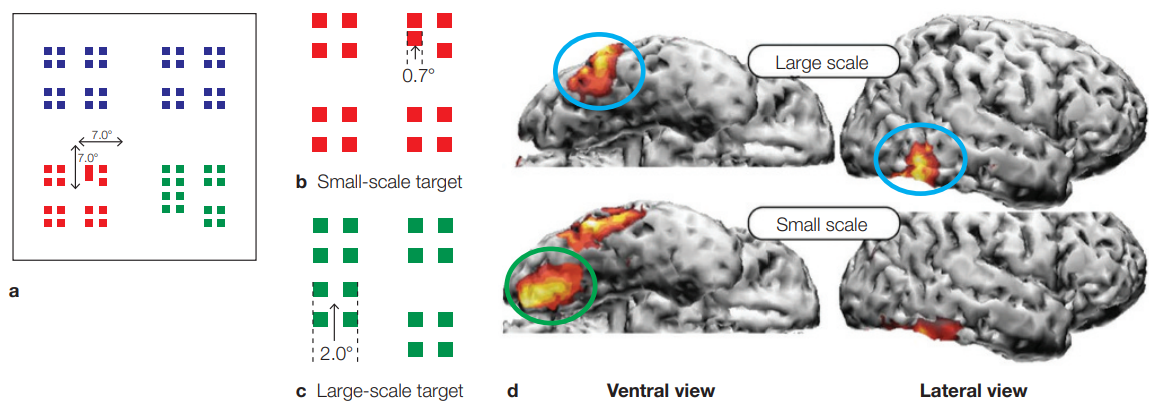 7.0°
7.0°
a
0.7°
b Small-scale target
2.0°
c Large-scale target
Large scale
Small scale
d Ventral view Lateral view